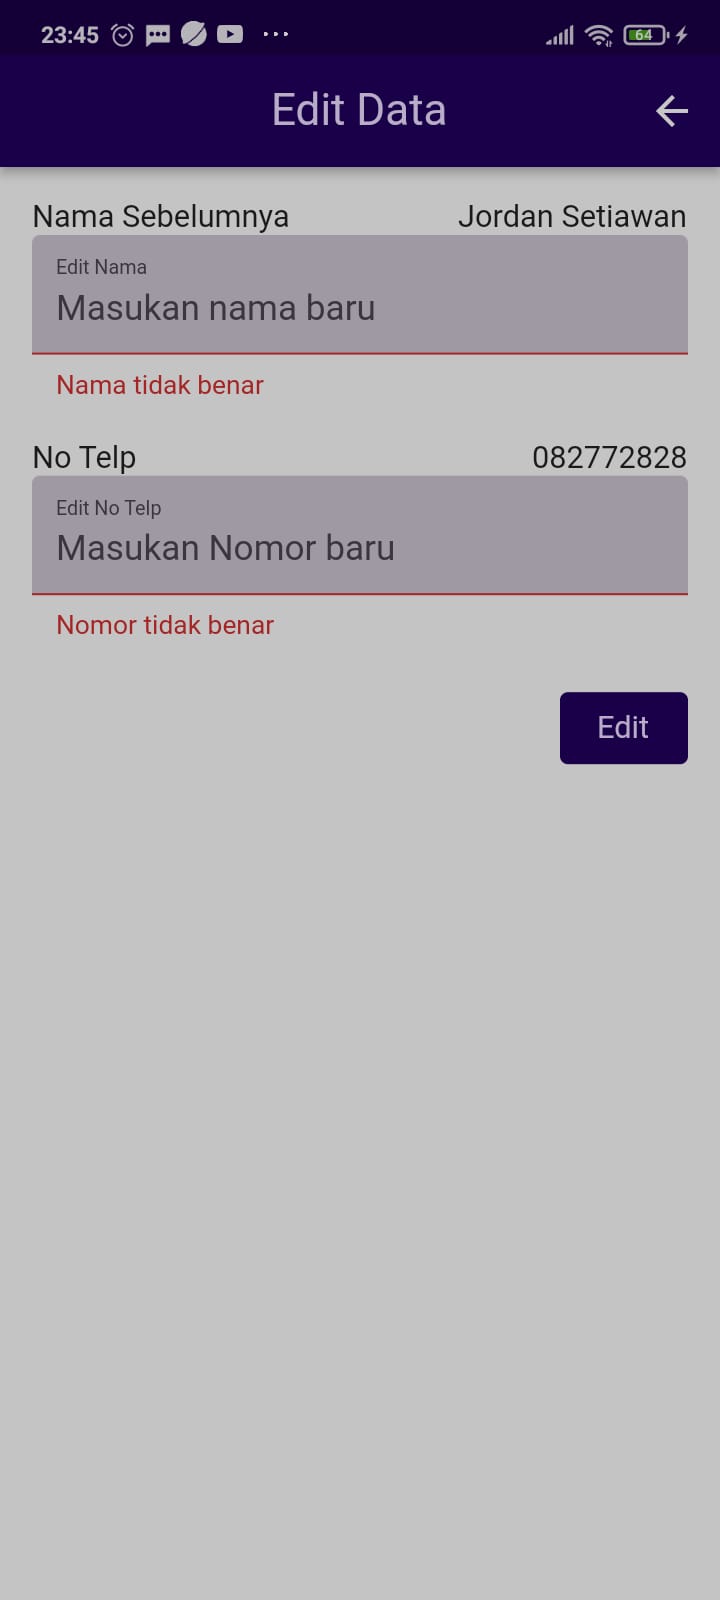 23:45
64
Edit Data
Nama Sebelumnya Jordan Setiawan
Edit Nama
Masukan nama baru
Nama tidak benar
No Telp 082772828
Edit No Telp
Masukan Nomor baru
Nomor tidak benar
Edit